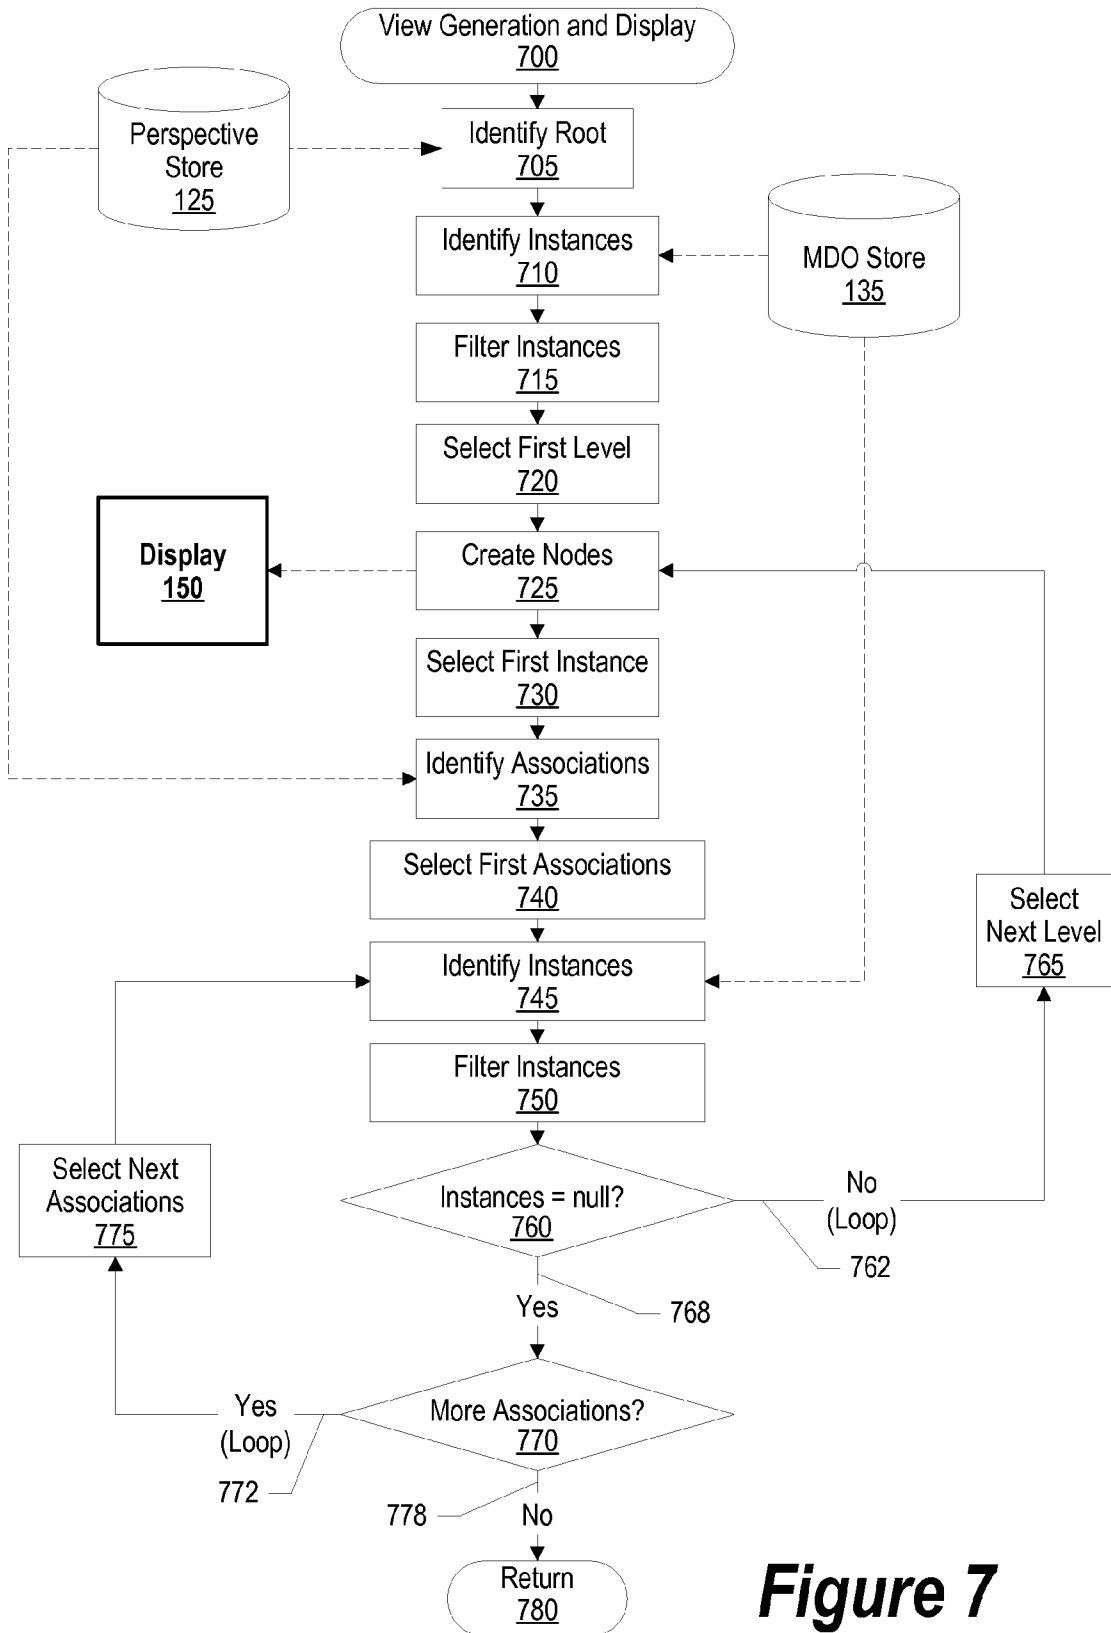 View Generation and Display
700
Perspective
Store
125
Identify Root
705
Identify Instances
710
MDO Store
135
Filter Instances
715
Select First Level
720
Display
150
Create Nodes
725
Select First Instance
730
Identify Associations
735
Select First Associations
740
Select
Next Level
765
Identify Instances
745
Filter Instances
750
Select Next
Associations
775
Instances = null?
760
No
(Loop)
762
Yes
768
More Associations?
770
Yes
(Loop)
772
778
No
Return
780
Figure 7